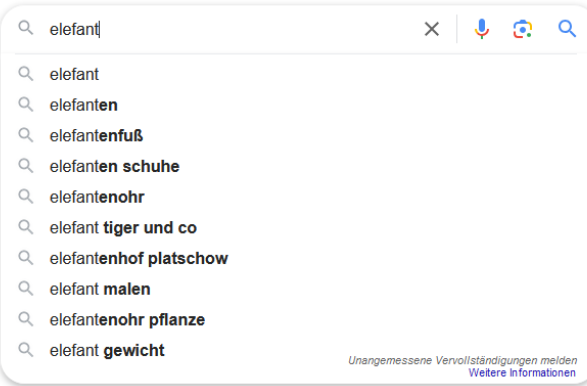 elefant
elefant
elefanten
elefantenfuß
elefanten schuhe
elefantenohr
elefant tiger und co
elefantenhof platschow
elefant malen
elefantenohr pflanze
elefant gewicht
Unangemessene Vervollständigungen melden
Weitere Informationen